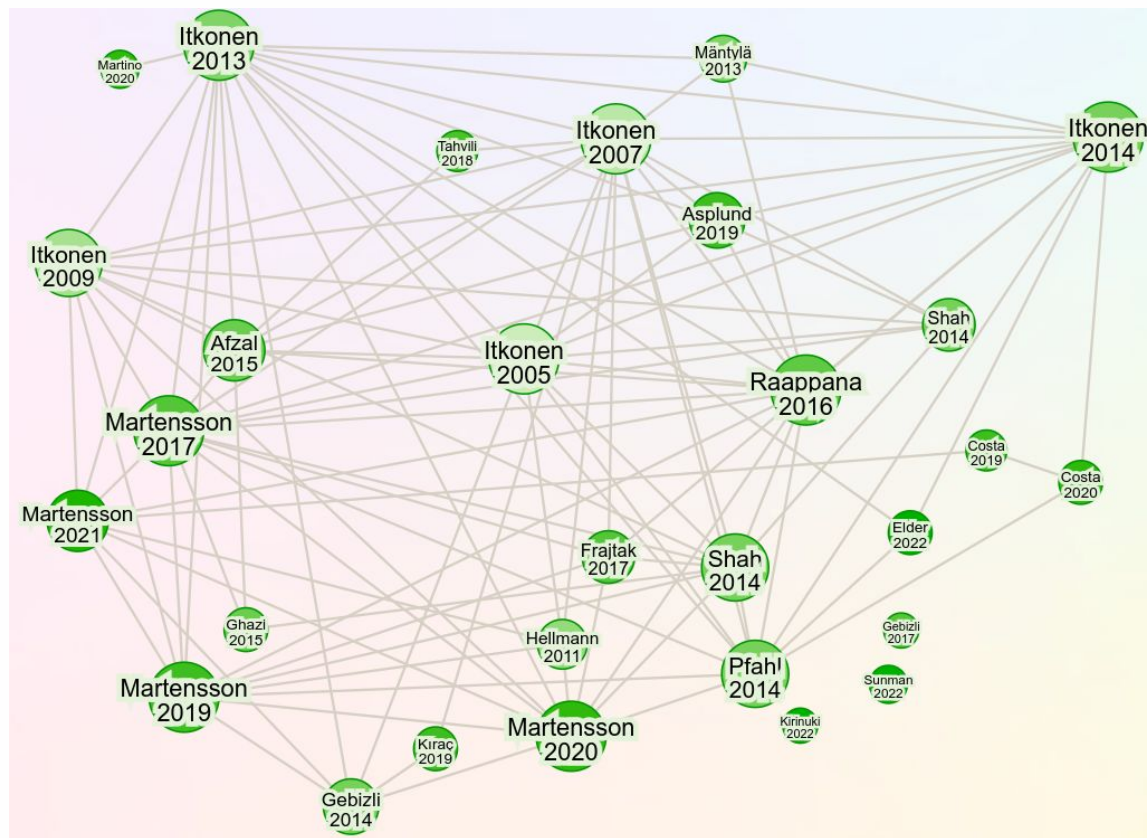 Itkonen
2013
Martino
2020
Mäntylä
2013
Itkonen
2007
Itkonen
2014
Tahvili
2018
Asplund
2019
Itkonen
2009
Shah
2014
Afzal
2015
Itkonen
2005
Raappana
2016
Martensson
2017
Costa
2019
Costa
2020
Martensson
2021
Elder
2022
Frajtak
2017
Shah
2014
Ghazi
2015
Gebizli
2017
Hellmann
2011
Pfahl
2014
Sunman
2022
Martensson
2019
Kirinuki
2022
Martensson
2020
Kıraç
2019
Gebizli
2014